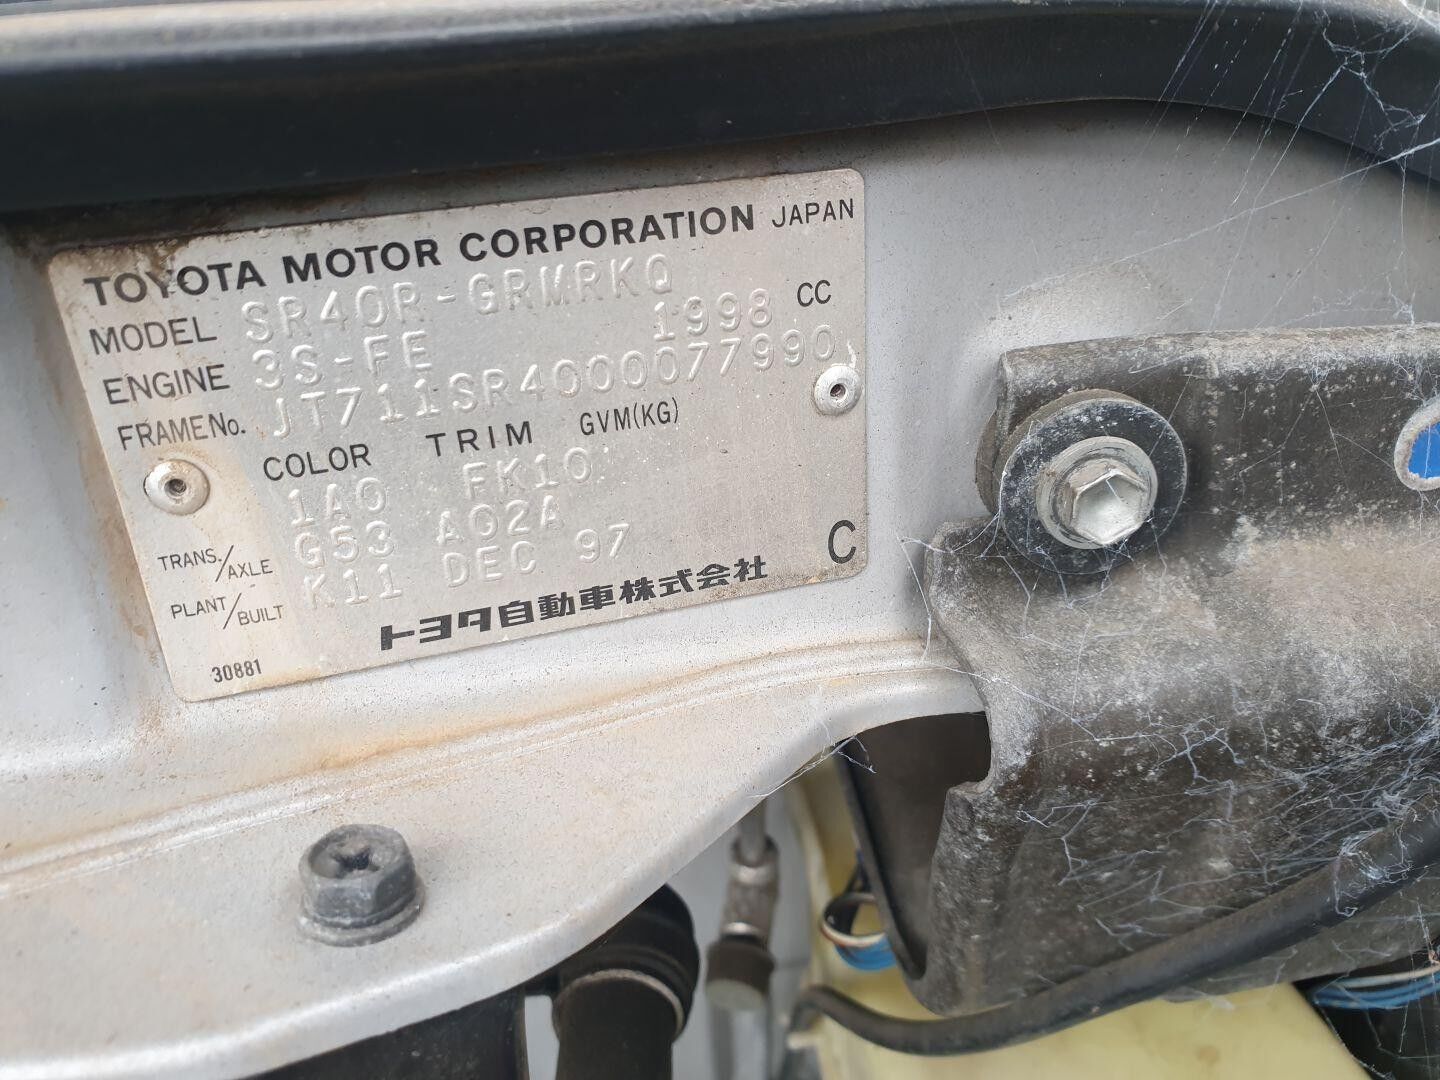 TOYOTA MOTOR CORPORATION JAPAN
MODEL SR40R-GRMRKQ
ENGINE 3S-FE 1998 CC
FRAME No. JT711SR4000077990
COLOR TRIM GVM(KG)
1A0 FK10
TRANS./AXLE G53 A02A
PLANT/BUILT K11 DEC 97
C
トヨタ自動車株式会社
30881